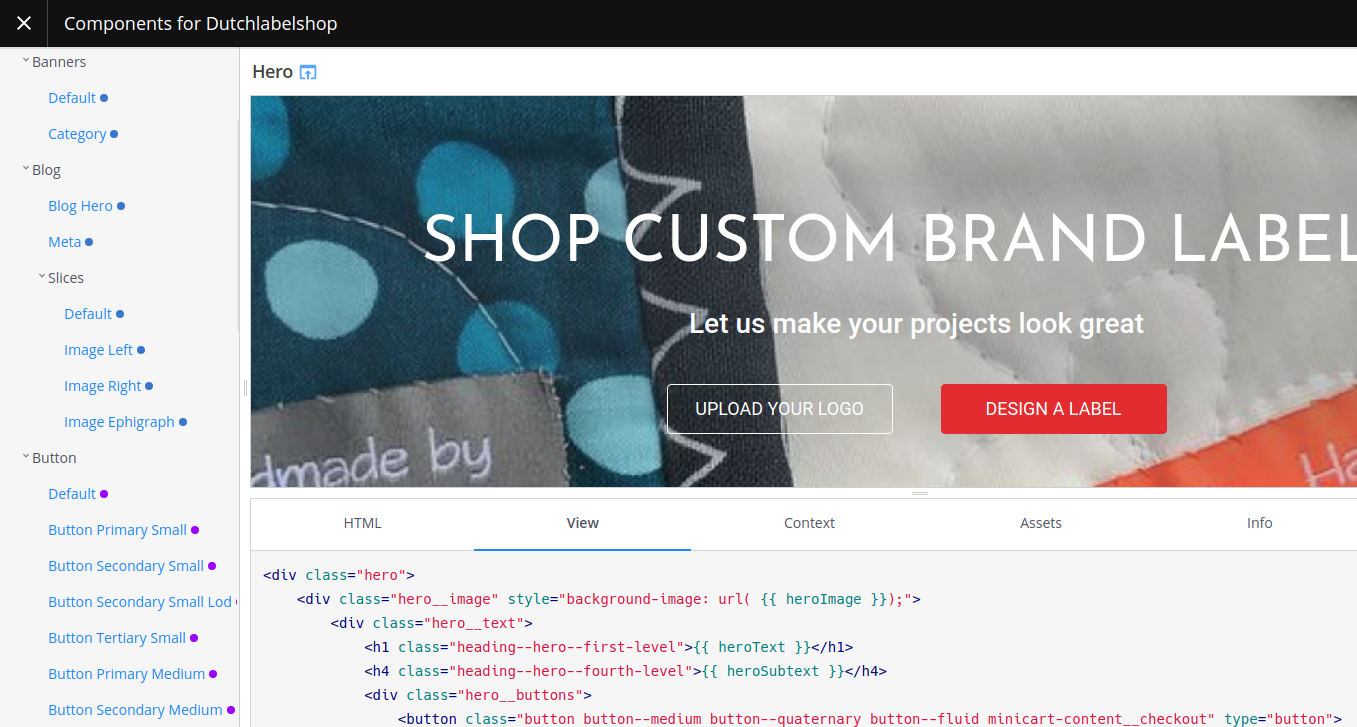 Components for Dutchlabelshop
Banners
Default
Category
Blog
Blog Hero
Meta
Slices
Default
Image Left
Image Right
Image Ephigraph
Button
Default
Button Primary Small
Button Secondary Small
Button Secondary Small Lod
Button Tertiary Small
Button Primary Medium
Button Secondary Medium
Hero
SHOP CUSTOM BRAND LABEL
Let us make your projects look great
UPLOAD YOUR LOGO
DESIGN A LABEL
dmade by
Ha
HTML
View
Context
Assets
Info
<div class="hero">
<div class="hero__image" style="background-image: url( {{ heroImage }});">
<div class="hero__text">
<h1 class="heading--hero--first-level">{{ heroText }}</h1>
<h4 class="heading--hero--fourth-level">{{ heroSubtext }}</h4>
<div class="hero__buttons">
<button class="button button--medium button--quaternary button--fluid minicart-content__checkout" type="button">